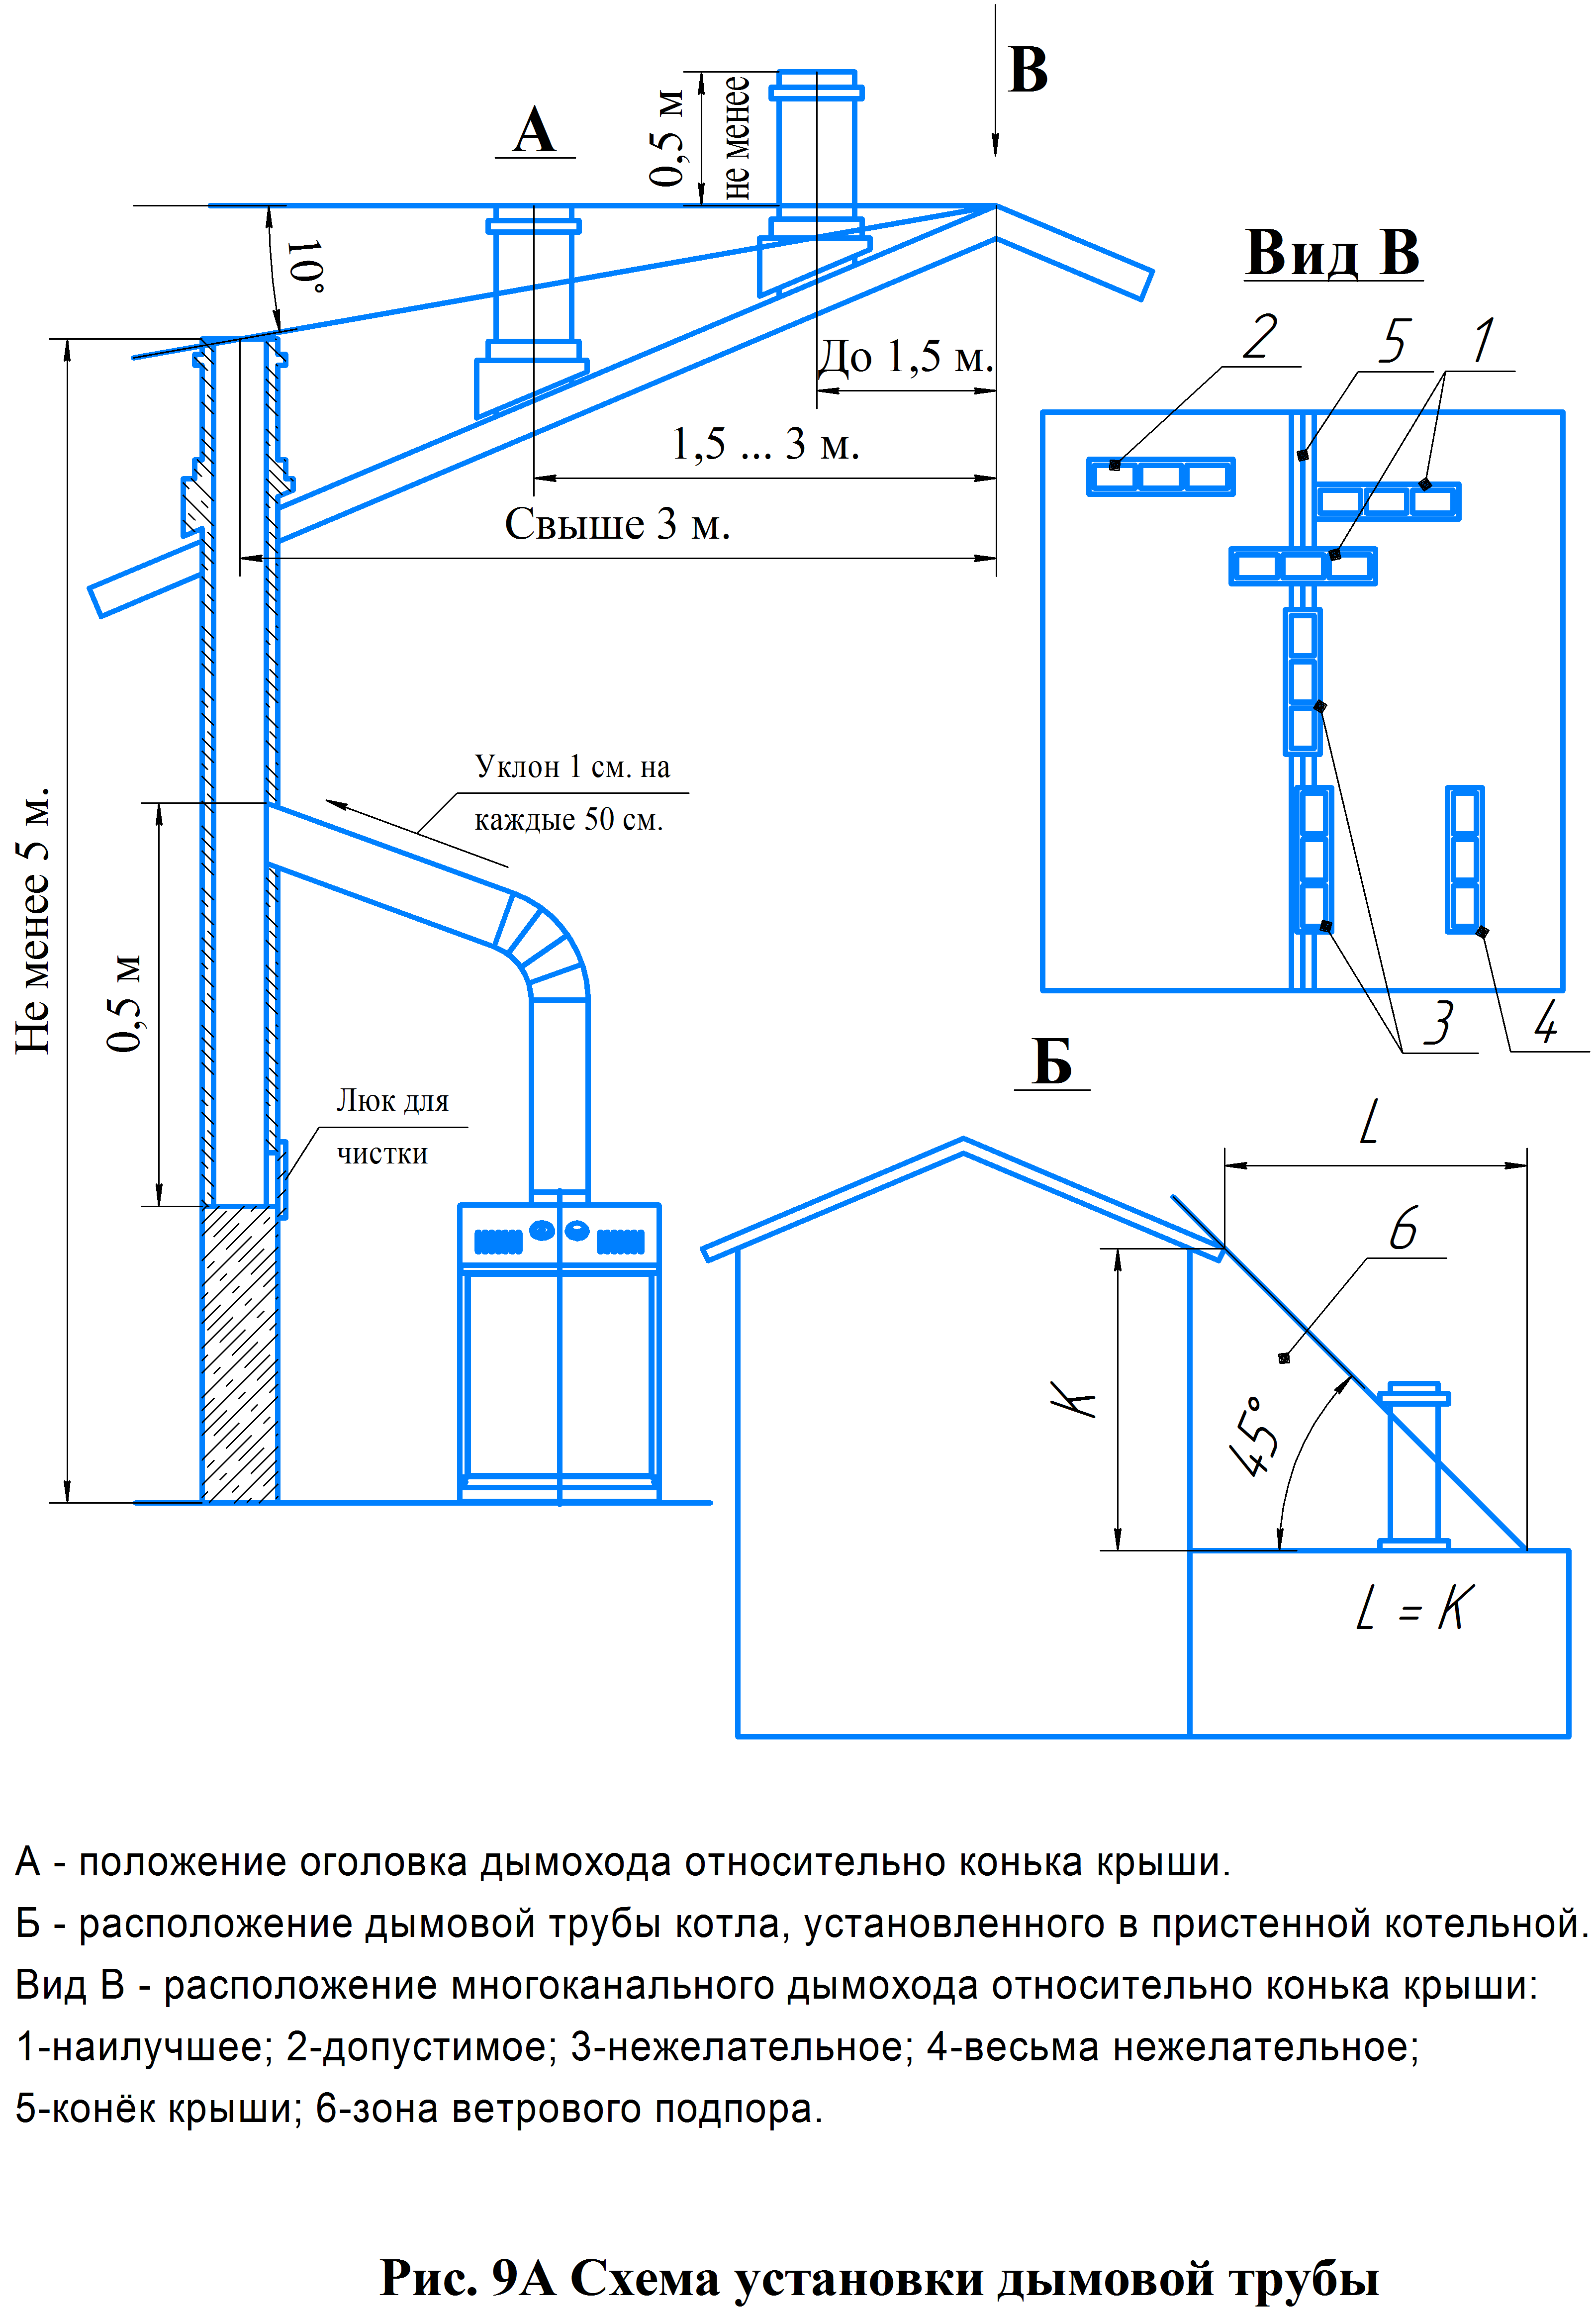 В
А
0,5 м
не менее
10°
Вид В
2
5
1
До 1,5 м.
1,5 ... 3 м.
Свыше 3 м.
Уклон 1 см. на
каждые 50 см.
Не менее 5 м.
0,5 м
Люк для
чистки
3
4
Б
L
6
K
45°
L = K
А - положение оголовка дымохода относительно конька крыши.
Б - расположение дымовой трубы котла, установленного в пристенной котельной.
Вид В - расположение многоканального дымохода относительно конька крыши:
1-наилучшее; 2-допустимое; 3-нежелательное; 4-весьма нежелательное;
5-конёк крыши; 6-зона ветрового подпора.
Рис. 9А Схема установки дымовой трубы